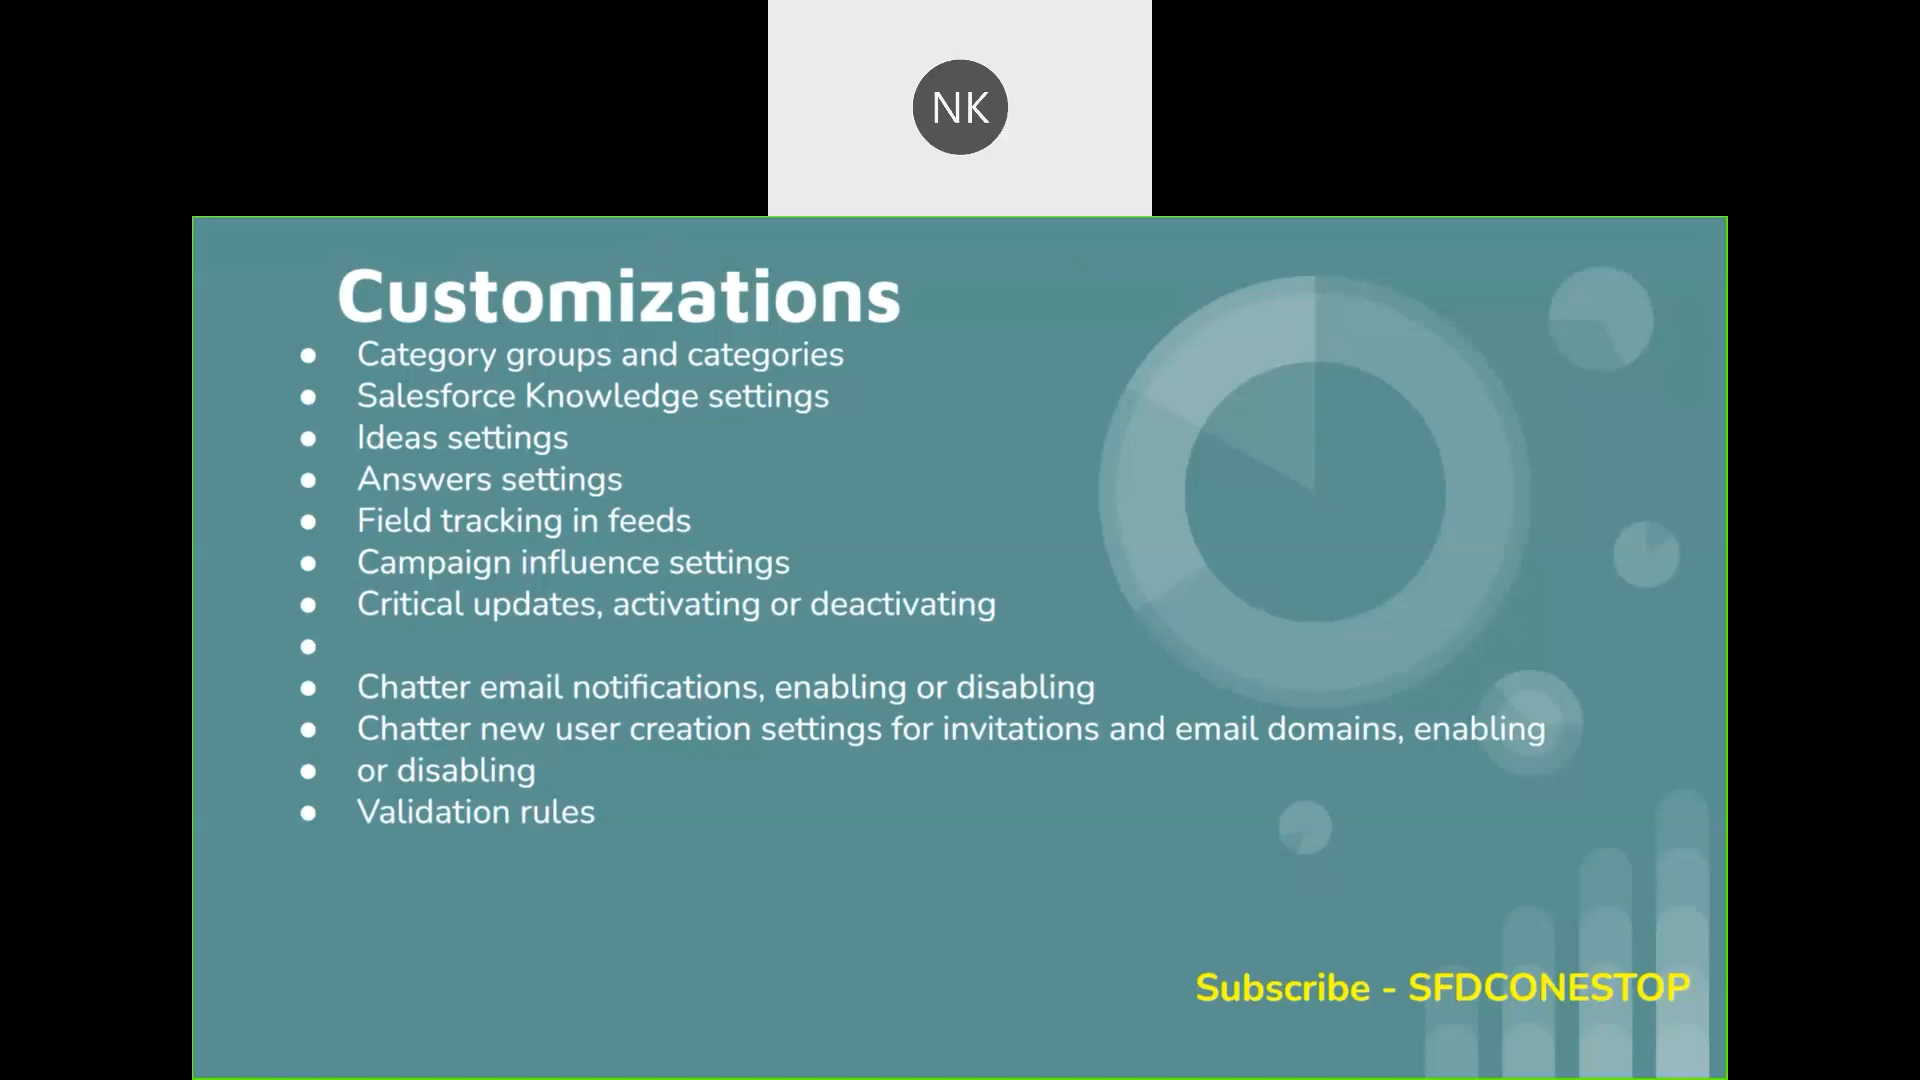 NK
Customizations
● Category groups and categories
● Salesforce Knowledge settings
● Ideas settings
● Answers settings
● Field tracking in feeds
● Campaign influence settings
● Critical updates, activating or deactivating
●
● Chatter email notifications, enabling or disabling
● Chatter new user creation settings for invitations and email domains, enabling
● or disabling
● Validation rules
Subscribe - SFDCONESTOP